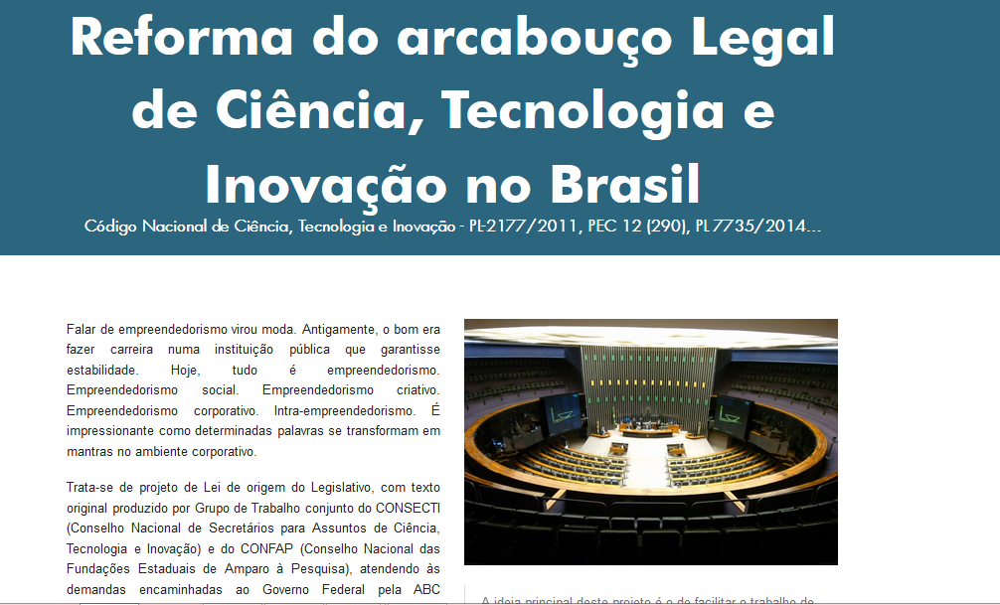 Reforma do arcabouço Legal
de Ciência, Tecnologia e
Inovação no Brasil
Código Nacional de Ciência, Tecnologia e Inovação - PL-2177/2011, PEC 12 (290), PL 7735/2014...
Falar de empreendedorismo virou moda. Antigamente, o bom era
fazer carreira numa instituição pública que garantisse
estabilidade. Hoje, tudo é empreendedorismo.
Empreendedorismo social. Empreendedorismo criativo.
Empreendedorismo corporativo. Intra-empreendedorismo. É
impressionante como determinadas palavras se transformam em
mantras no ambiente corporativo.
Trata-se de projeto de Lei de origem do Legislativo, com texto
original produzido por Grupo de Trabalho conjunto do CONSECTI
(Conselho Nacional de Secretários para Assuntos de Ciência,
Tecnologia e Inovação) e do CONFAP (Conselho Nacional das
Fundações Estaduais de Amparo à Pesquisa), atendendo às
demandas encaminhadas ao Governo Federal pela ABC
A ideia principal deste projeto é o de facilitar o trabalho de